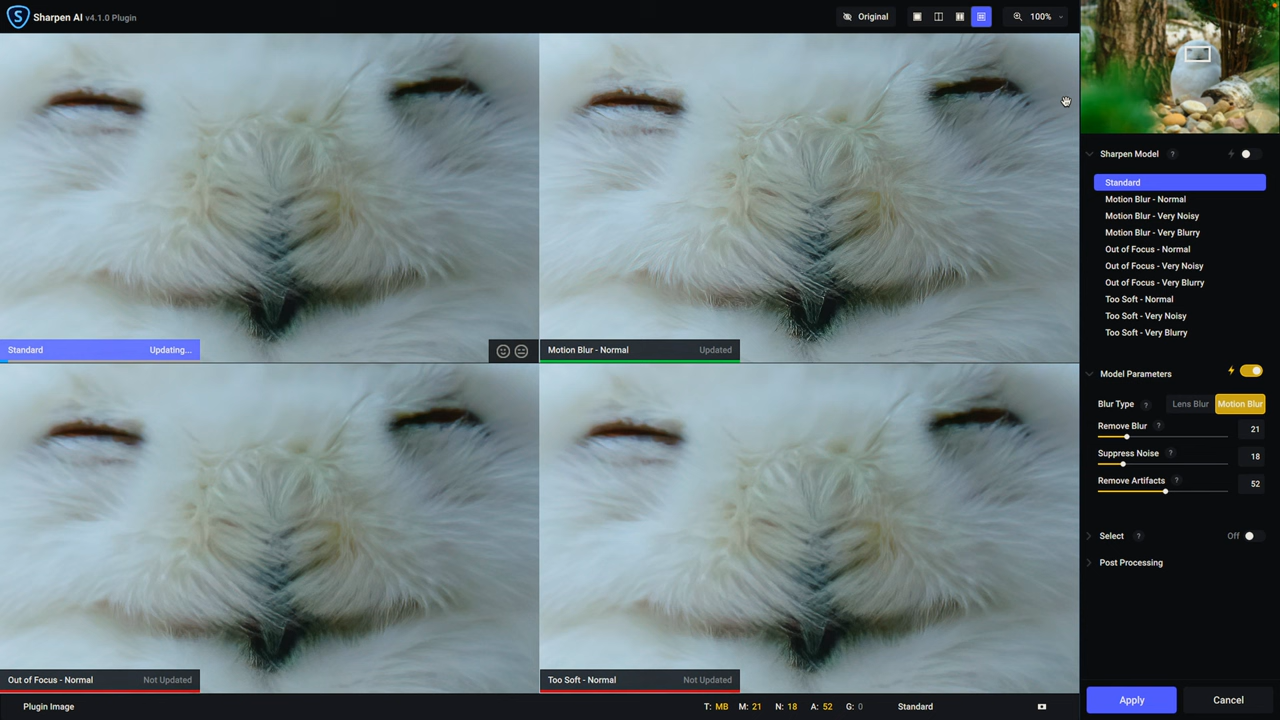 Sharpen AI v4.1.0 Plugin
Original
100%
Sharpen Model ?
Standard
Motion Blur - Normal
Motion Blur - Very Noisy
Motion Blur - Very Blurry
Out of Focus - Normal
Out of Focus - Very Noisy
Out of Focus - Very Blurry
Too Soft - Normal
Too Soft - Very Noisy
Too Soft - Very Blurry
Standard Updating...
Motion Blur - Normal Updated
Model Parameters
Blur Type ? Lens Blur Motion Blur
Remove Blur ? 21
Suppress Noise ? 18
Remove Artifacts ? 52
Select ? Off
Post Processing
Out of Focus - Normal Not Updated
Too Soft - Normal Not Updated
Plugin Image
T: MB M: 21 N: 18 A: 52 G: 0 Standard
Apply
Cancel